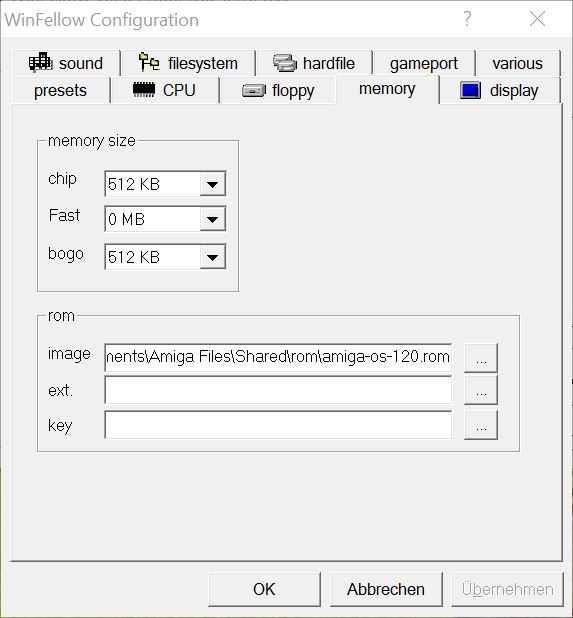 WinFellow Configuration ?
sound filesystem hardfile gameport various
presets CPU floppy memory display
memory size
chip 512 KB
Fast 0 MB
bogo 512 KB
rom
image nents\Amiga Files\Shared\rom\amiga-os-120.rom ...
ext. ...
key ...
OK Abbrechen Übernehmen